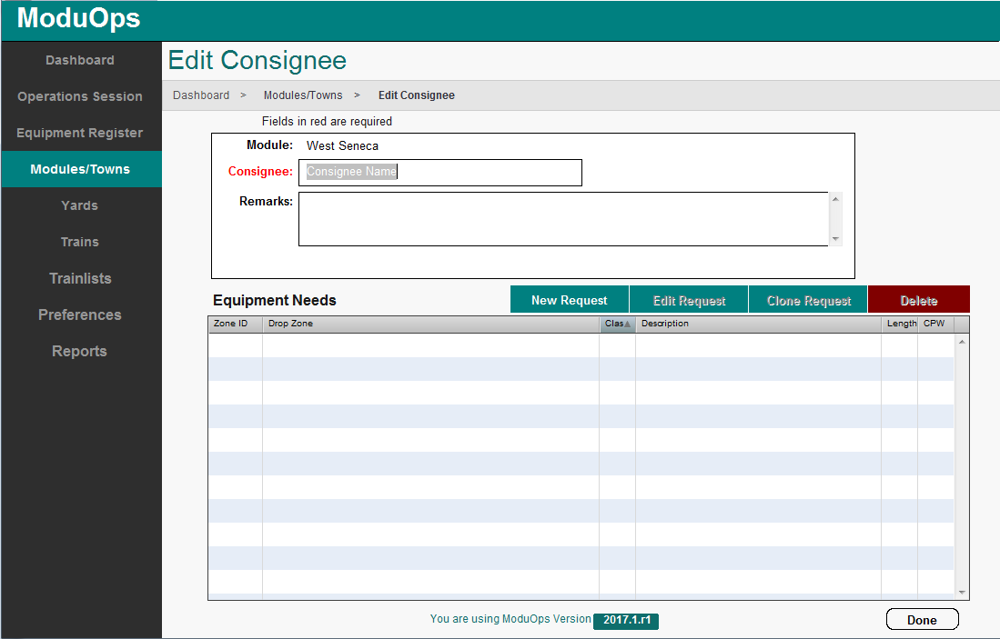 ModuOps
Dashboard
Operations Session
Equipment Register
Modules/Towns
Yards
Trains
Trainlists
Preferences
Reports
Edit Consignee
Dashboard > Modules/Towns > Edit Consignee
Fields in red are required
Module: West Seneca
Consignee: Consignee Name
Remarks:
Equipment Needs New Request Edit Request Clone Request Delete
Zone ID Drop Zone Clas Description Length CPW
You are using ModuOps Version 2017.1.r1
Done